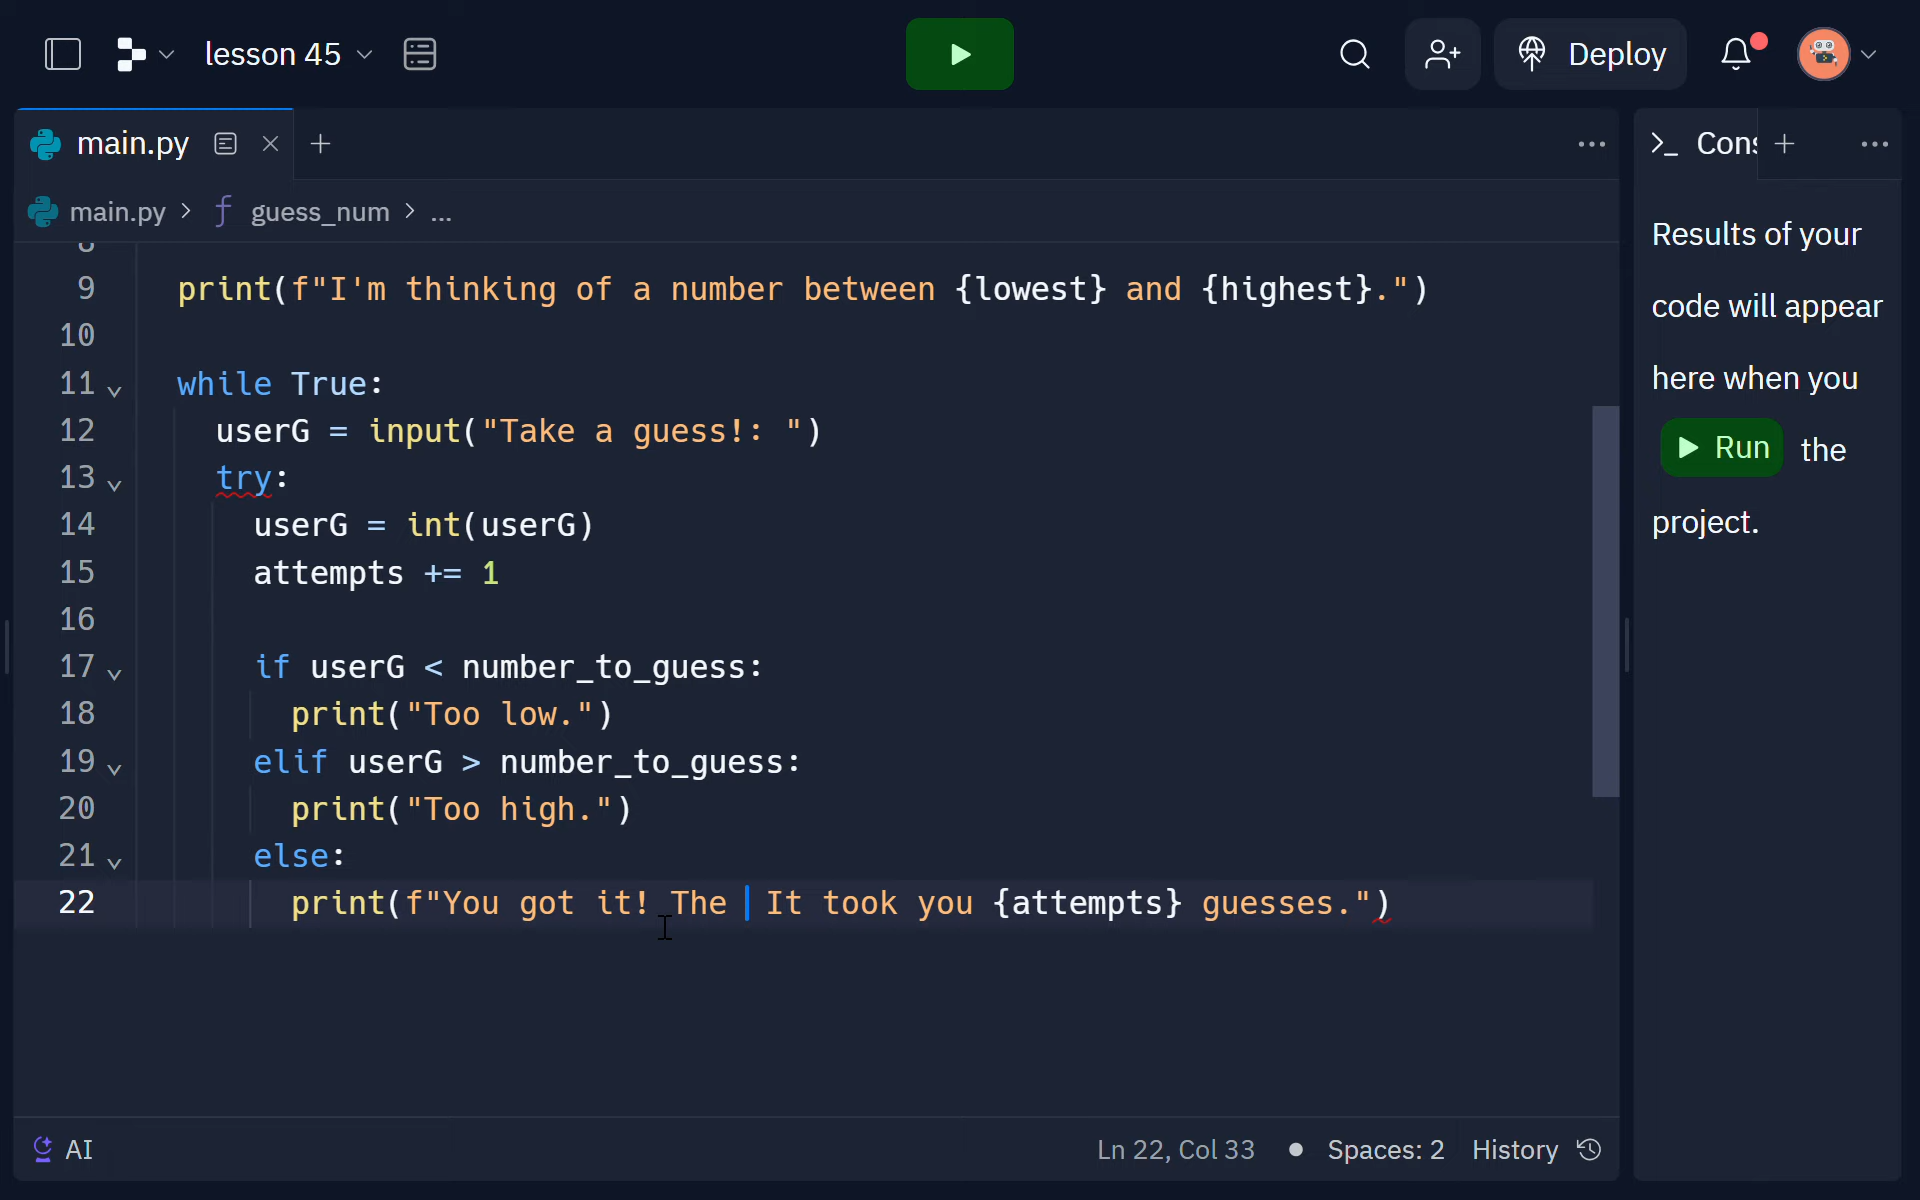 lesson 45
Deploy
main.py
main.py > guess_num > ...
9 print(f"I'm thinking of a number between {lowest} and {highest}.")
10
11 while True:
12 userG = input("Take a guess!: ")
13 try:
14 userG = int(userG)
15 attempts += 1
16
17 if userG < number_to_guess:
18 print("Too low.")
19 elif userG > number_to_guess:
20 print("Too high.")
21 else:
22 print(f"You got it! The  It took you {attempts} guesses.")
AI
Ln 22, Col 33
Spaces: 2
History
Cons
Results of your
code will appear
here when you
Run the
project.